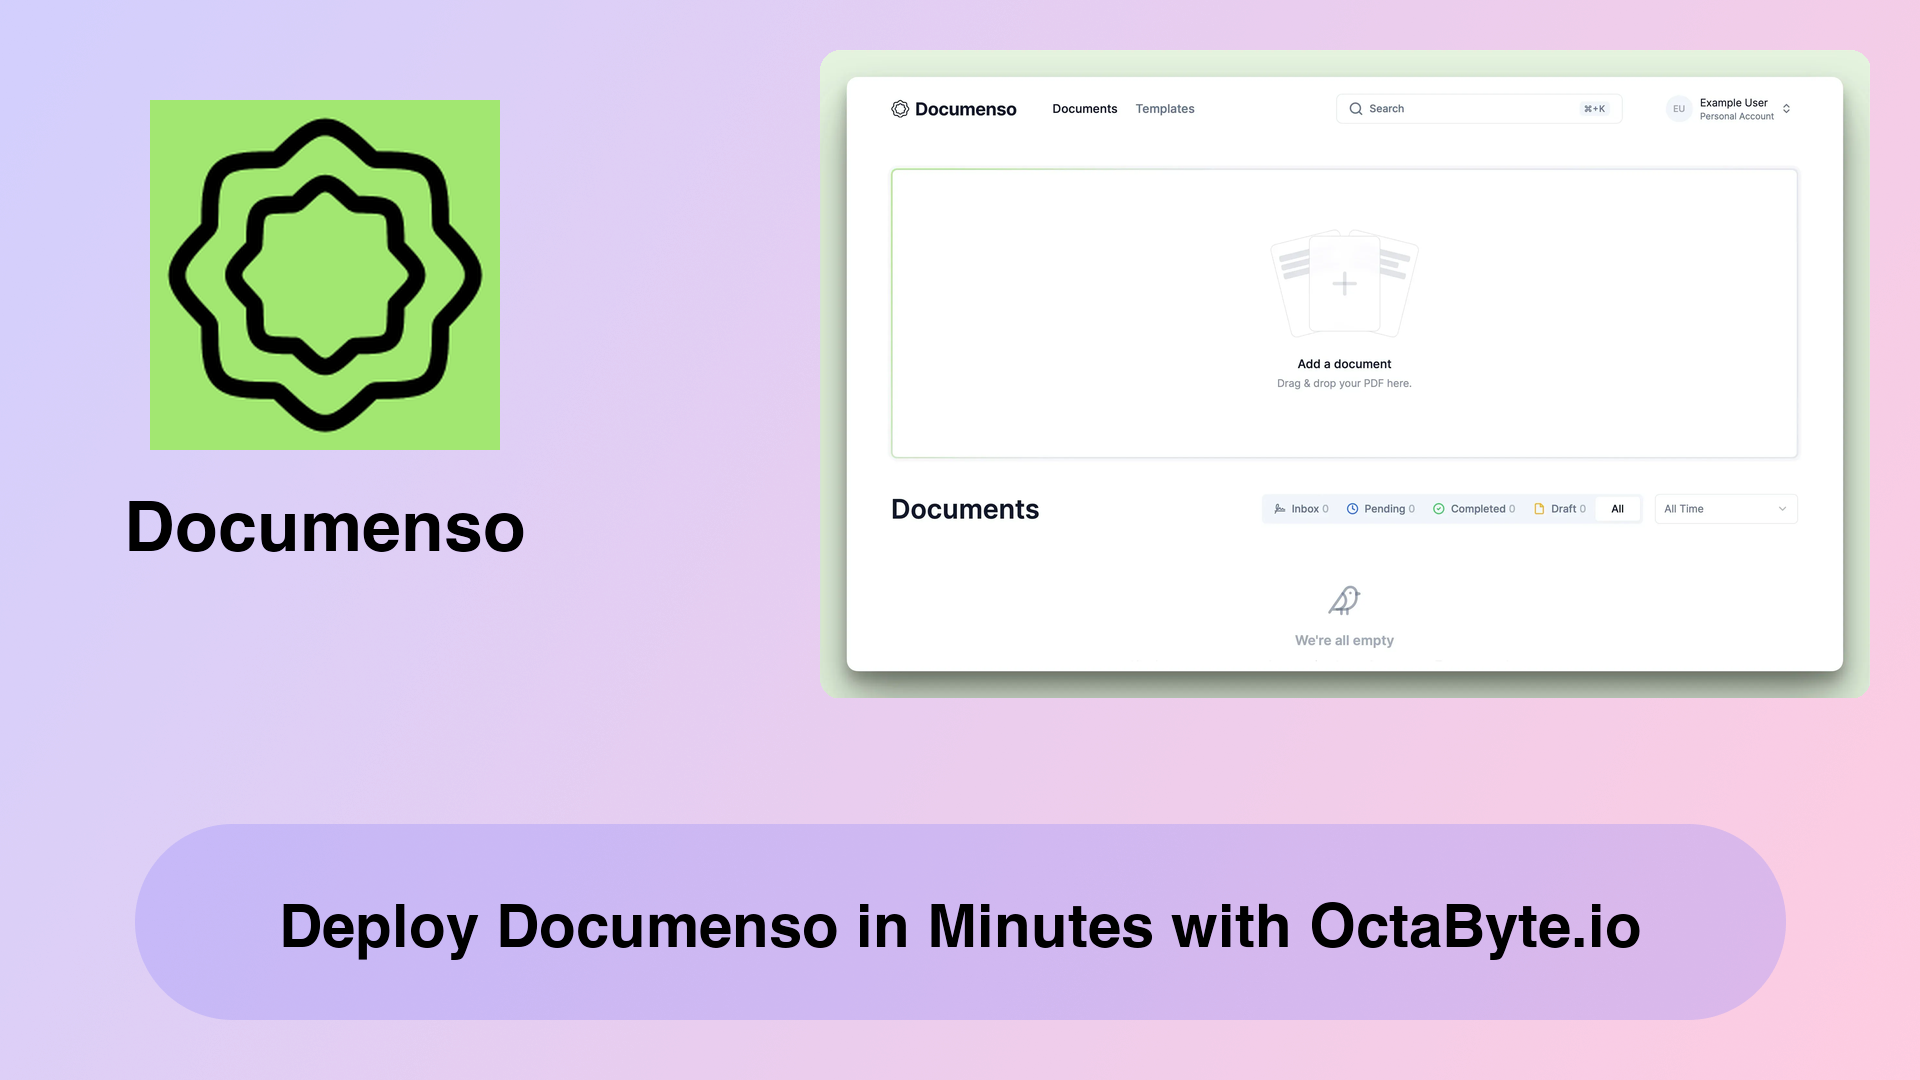 Documenso
Documenso Documents Templates Search ⌘+K EU Example User
Personal Account
Add a document
Drag & drop your PDF here.
Documents Inbox 0 Pending 0 Completed 0 Draft 0 All All Time
We're all empty
Deploy Documenso in Minutes with OctaByte.io